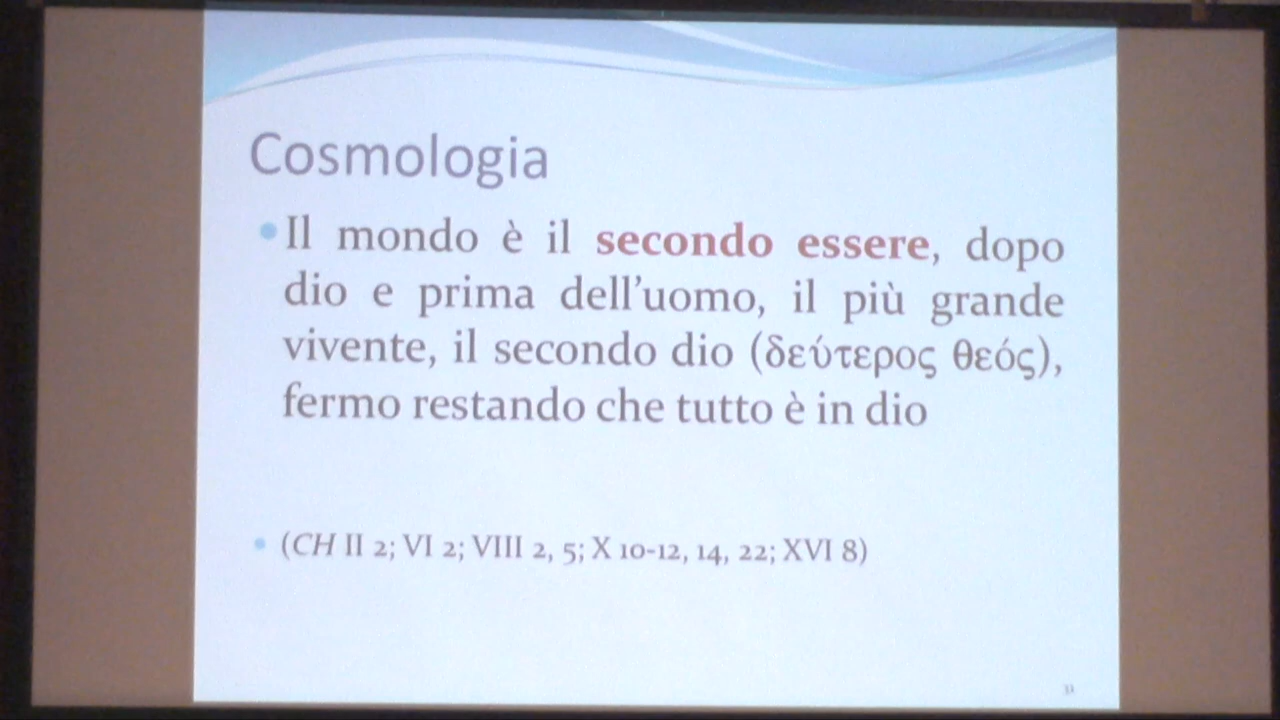 Cosmologia
• Il mondo è il secondo essere, dopo
dio e prima dell’uomo, il più grande
vivente, il secondo dio (δεύτερος θεός),
fermo restando che tutto è in dio
• (CH II 2; VI 2; VIII 2, 5; X 10-12, 14, 22; XVI 8)